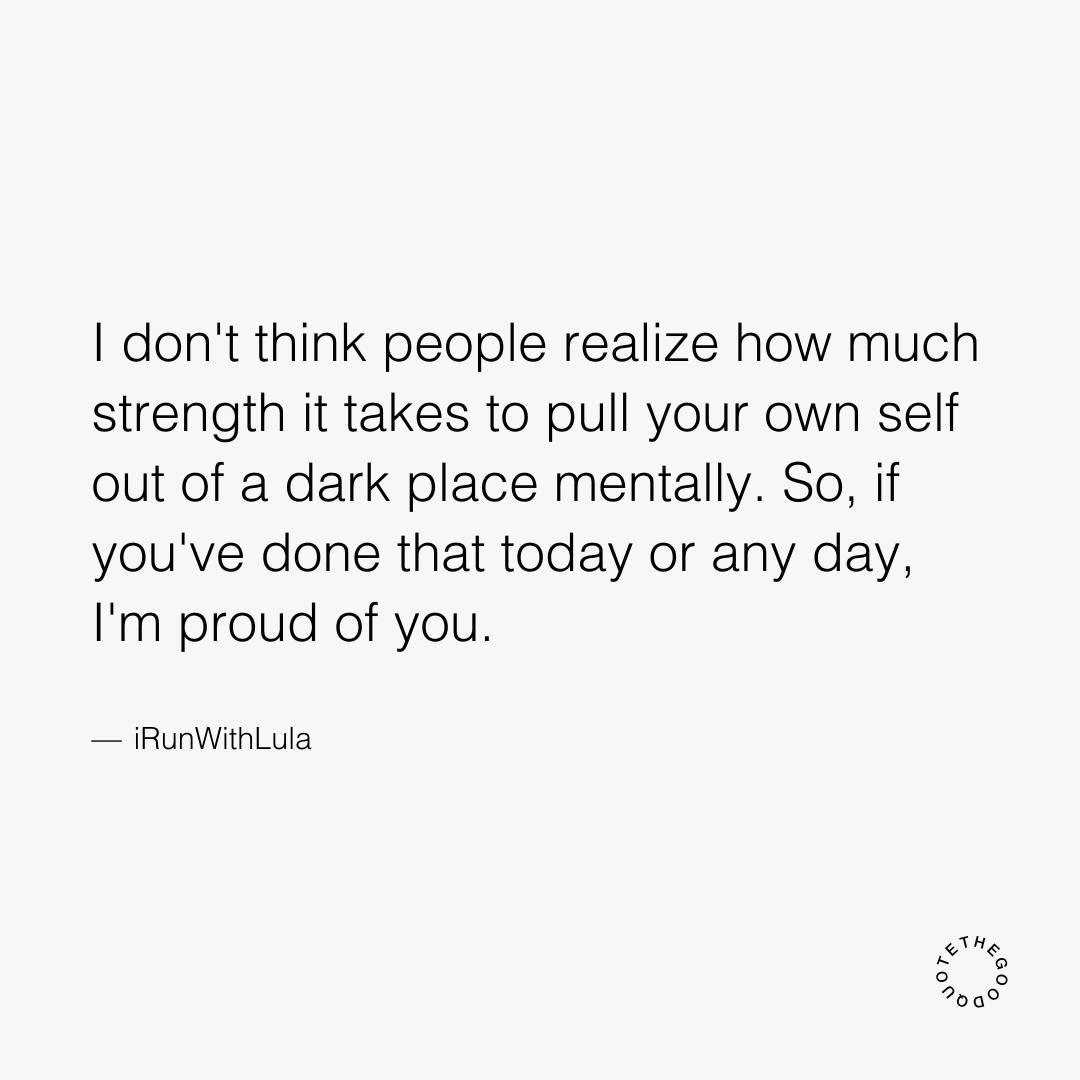 I don't think people realize how much
strength it takes to pull your own self
out of a dark place mentally. So, if
you've done that today or any day,
I'm proud of you.
— iRunWithLula
THEGOODQUOTE